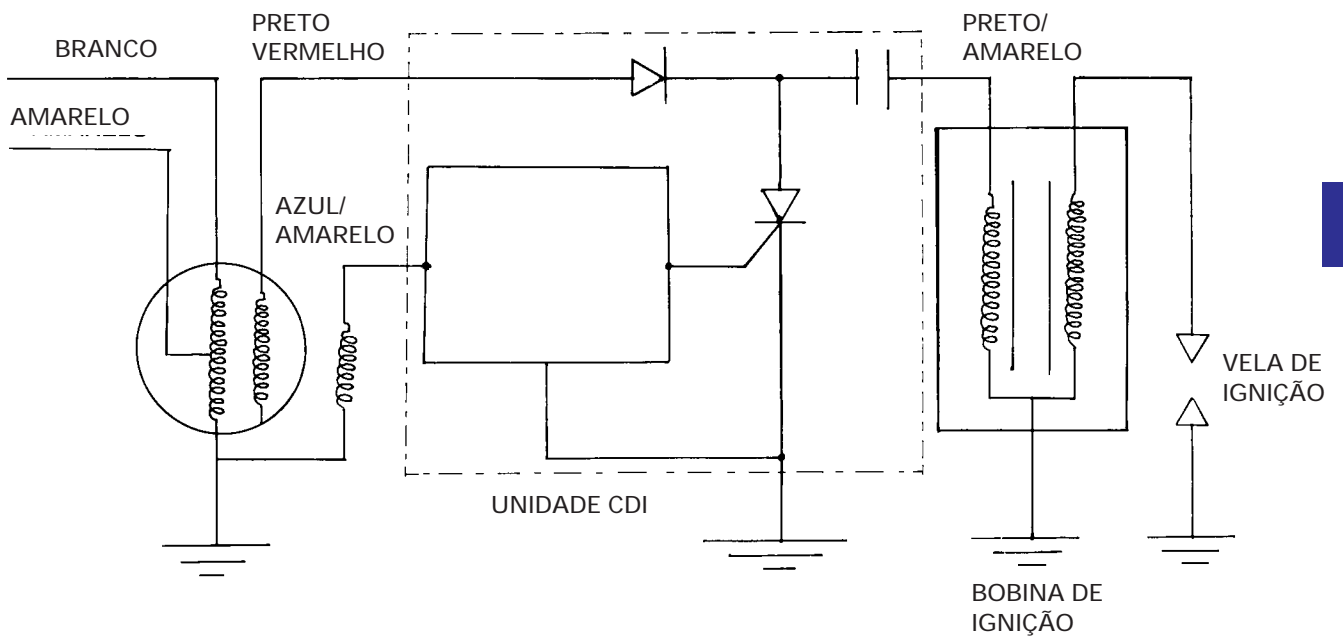 BRANCO
PRETO
VERMELHO
PRETO/
AMARELO
AMARELO
AZUL/
AMARELO
VELA DE
IGNIÇÃO
UNIDADE CDI
BOBINA DE
IGNIÇÃO